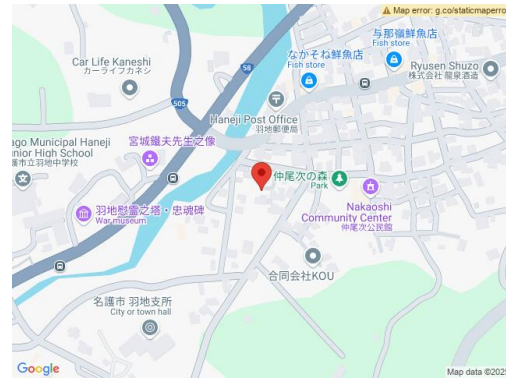 Map error: g.co/staticmaperro
与那嶺鮮魚店
Fish store
なかそね鮮魚店
Fish store
Car Life Kaneshi
カーライフカネシ
58
Ryusen Shuzo
株式会社 龍泉酒造
505
Haneji Post Office
羽地郵便局
宮城鐵夫先生之像
ago Municipal Haneji
unior High School
護市立羽地中学校
仲尾次の森
Park
Nakaoshi
Community Center
仲尾次公民館
羽地慰霊之塔・忠魂碑
War museum
合同会社KOU
名護市 羽地支所
City or town hall
Google
Map data ©2025